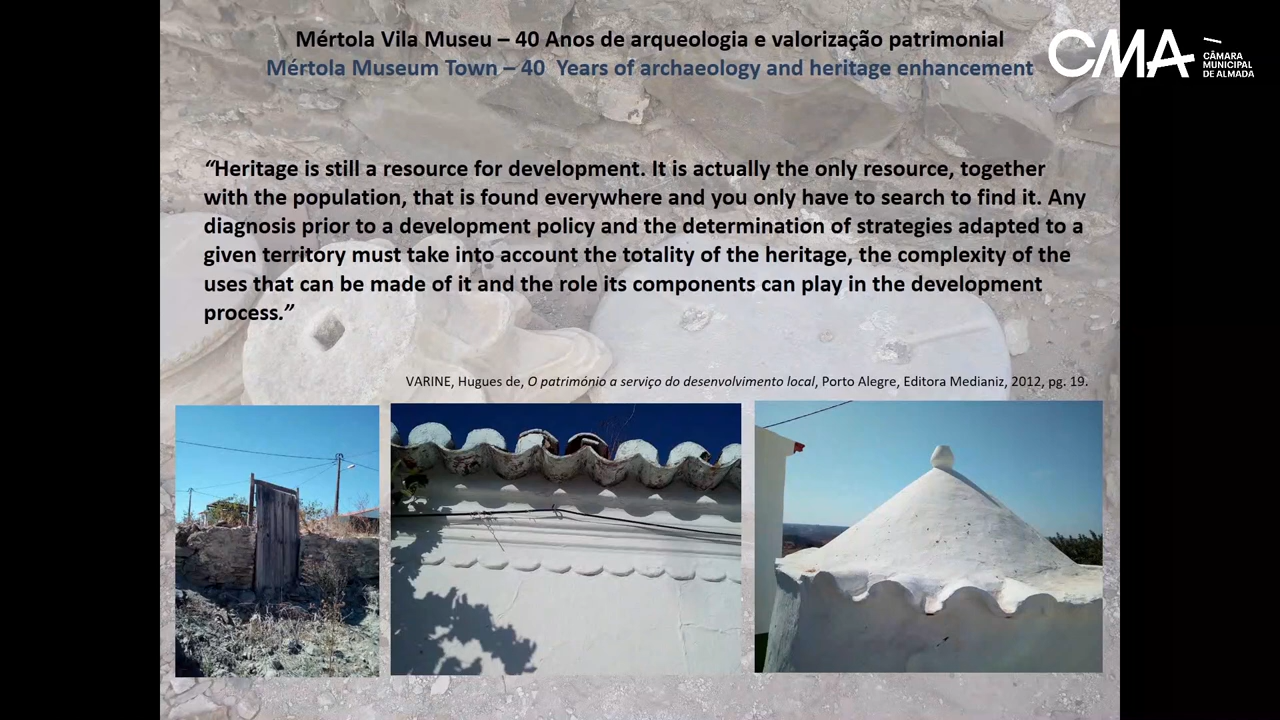 Mértola Vila Museu – 40 Anos de arqueologia e valorização patrimonial
Mértola Museum Town – 40 Years of archaeology and heritage enhancement
CMA CÂMARA
MUNICIPAL
DE ALMADA
“Heritage is still a resource for development. It is actually the only resource, together
with the population, that is found everywhere and you only have to search to find it. Any
diagnosis prior to a development policy and the determination of strategies adapted to a
given territory must take into account the totality of the heritage, the complexity of the
uses that can be made of it and the role its components can play in the development
process.”
VARINE, Hugues de, O património a serviço do desenvolvimento local, Porto Alegre, Editora Medianiz, 2012, pg. 19.